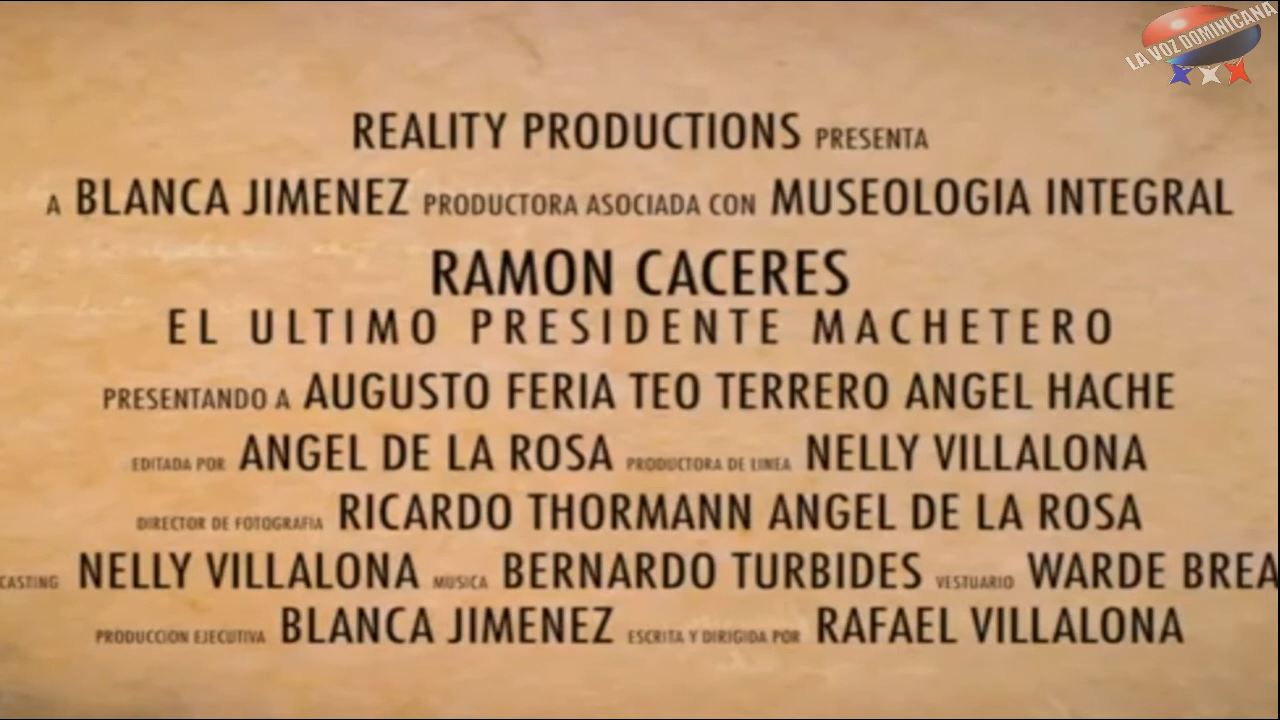 LA VOZ DOMINICANA
REALITY PRODUCTIONS PRESENTA
A BLANCA JIMENEZ PRODUCTORA ASOCIADA CON MUSEOLOGIA INTEGRAL
RAMON CACERES
EL ULTIMO PRESIDENTE MACHETERO
PRESENTANDO A AUGUSTO FERIA TEO TERRERO ANGEL HACHE
EDITADA POR ANGEL DE LA ROSA PRODUCTORA DE LINEA NELLY VILLALONA
DIRECTOR DE FOTOGRAFIA RICARDO THORMANN ANGEL DE LA ROSA
CASTING NELLY VILLALONA MUSICA BERNARDO TURBIDES VESTUARIO WARDE BREA
PRODUCCION EJECUTIVA BLANCA JIMENEZ ESCRITA Y DIRIGIDA POR RAFAEL VILLALONA